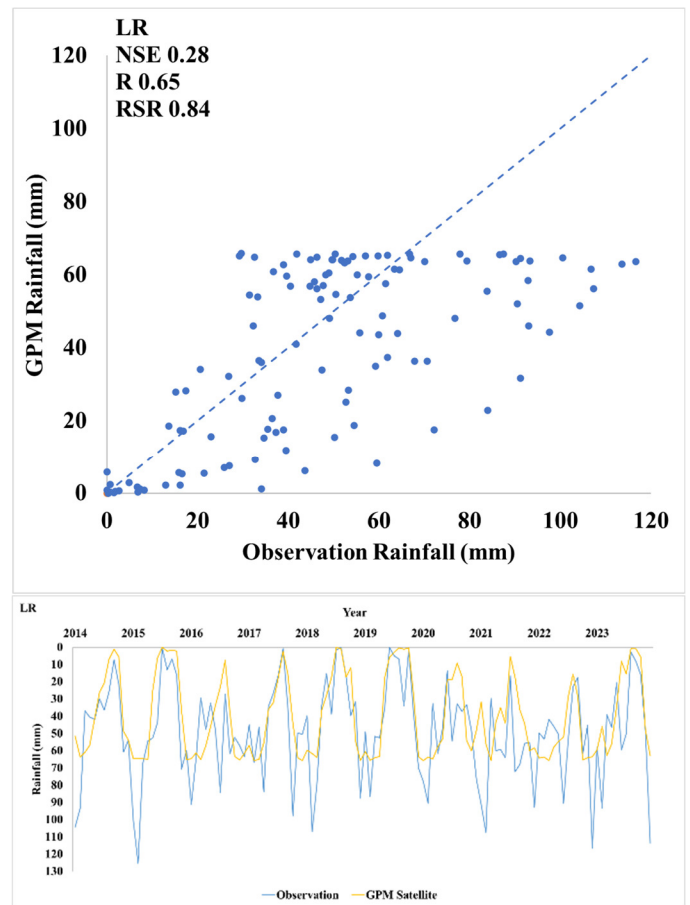 LR
NSE 0.28
R 0.65
RSR 0.84
120
100
80
60
40
20
0
GPM Rainfall (mm)
0 20 40 60 80 100 120
Observation Rainfall (mm)
LR
Year
2014 2015 2016 2017 2018 2019 2020 2021 2022 2023
0
10
20
30
40
50
60
70
80
90
100
110
120
130
Rainfall (mm)
Observation GPM Satellite